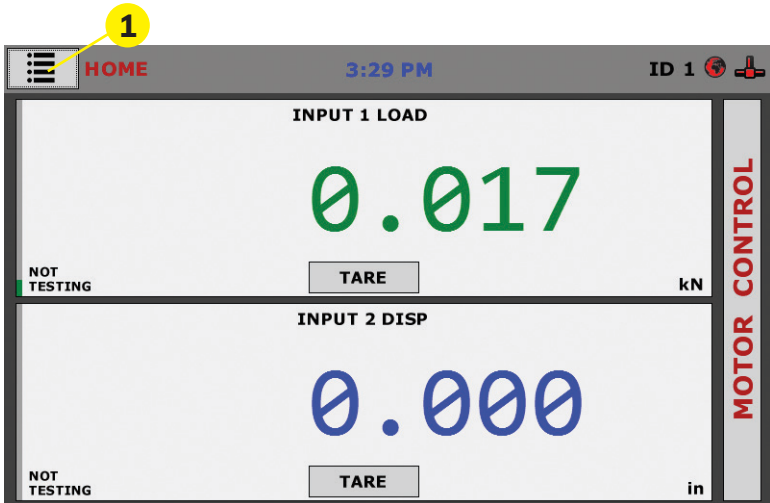 1
HOME
3:29 PM
ID 1
INPUT 1 LOAD
0.017
NOT
TESTING
TARE
kN
INPUT 2 DISP
0.000
NOT
TESTING
TARE
in
MOTOR CONTROL